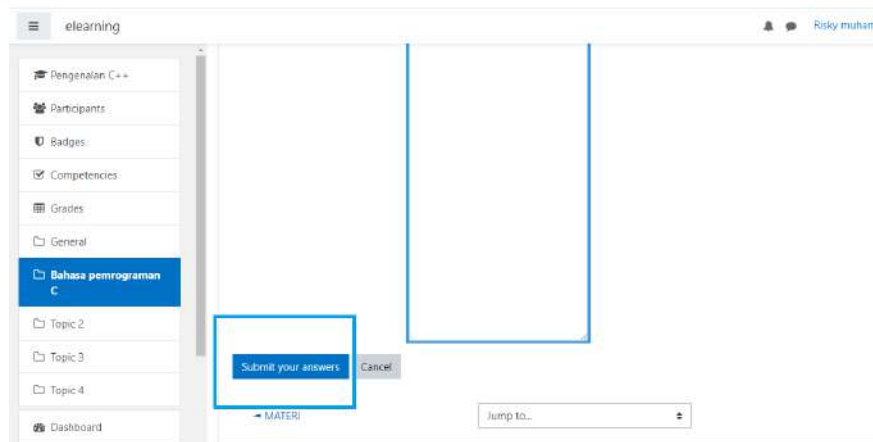 elearning
Risky muham
Pengenalan C++
Participants
Badges
Competencies
Grades
General
Bahasa pemrograman
C
Topic 2
Topic 3
Topic 4
Dashboard
Submit your answers
Cancel
MATERI
Jump to...